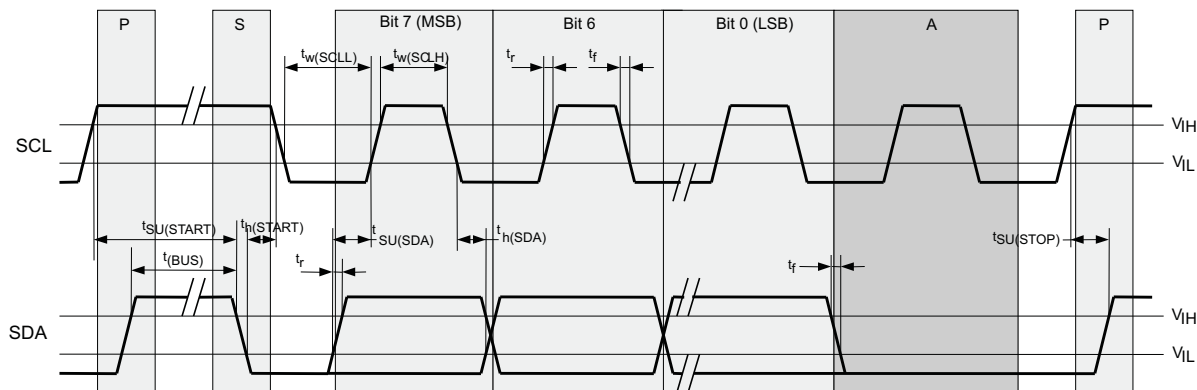 P S Bit 7 (MSB) Bit 6 Bit 0 (LSB) A P
tw(SCLL) tw(SCLH) tr tf
VIH
SCL
VIL
tSU(START) th(START) tSU(SDA) th(SDA) tSU(STOP)
t(BUS) tr tf
VIH
SDA
VIL